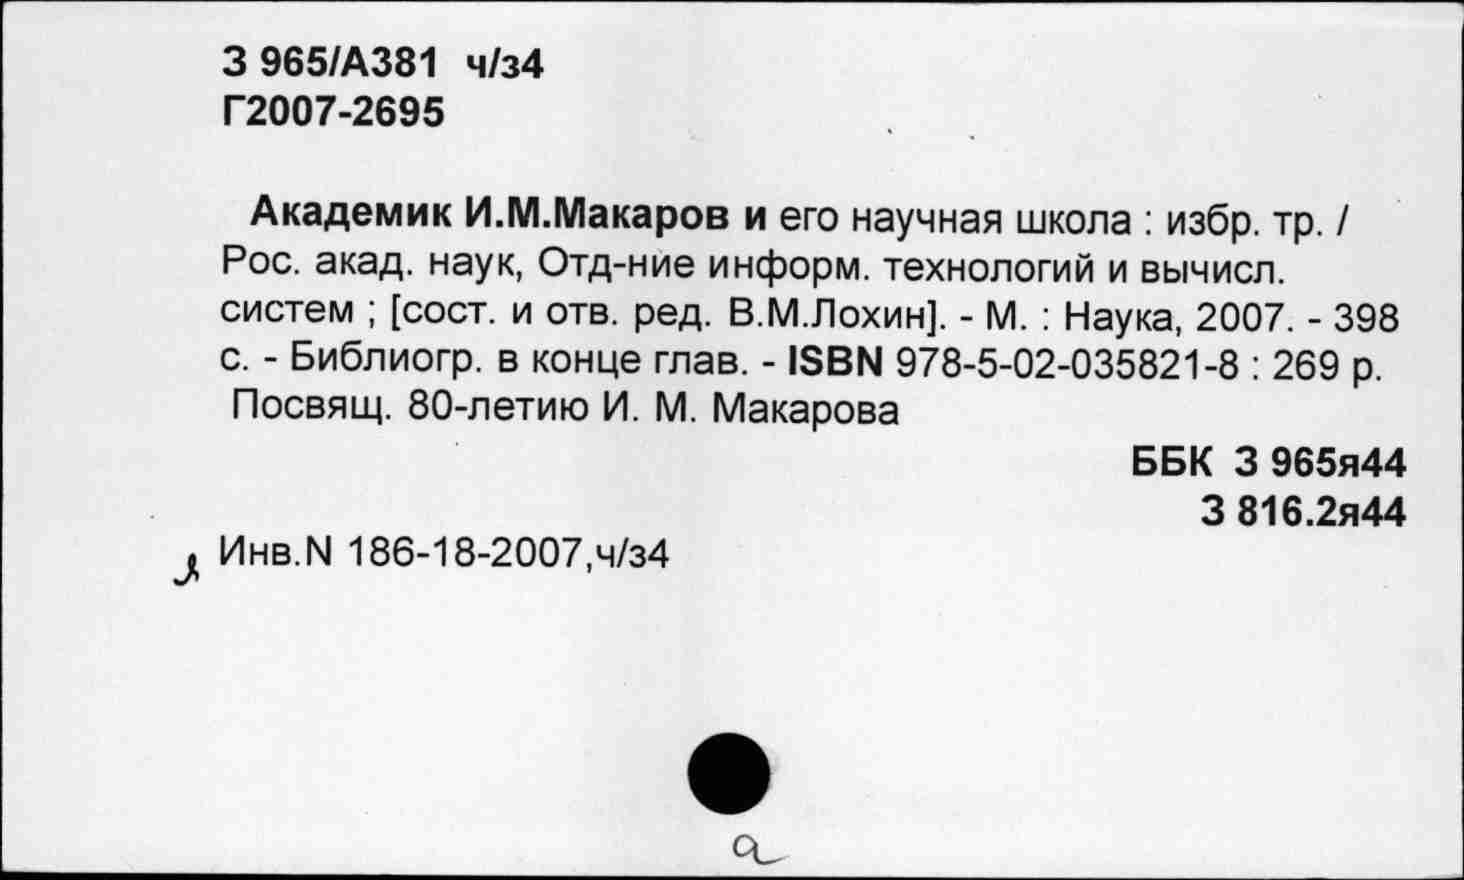 З 965/А381 ч/з4
Г2007-2695
Академик И.М.Макаров и его научная школа : избр. тр. /
Рос. акад. наук, Отд-ние информ. технологий и вычисл.
систем ; [сост. и отв. ред. В.М.Лохин]. - М. : Наука, 2007. - 398
с. - Библиогр. в конце глав. - ISBN 978-5-02-035821-8 : 269 р.
Посвящ. 80-летию И. М. Макарова
ББК З 965я44
З 816.2я44
Инв.N 186-18-2007,ч/з4